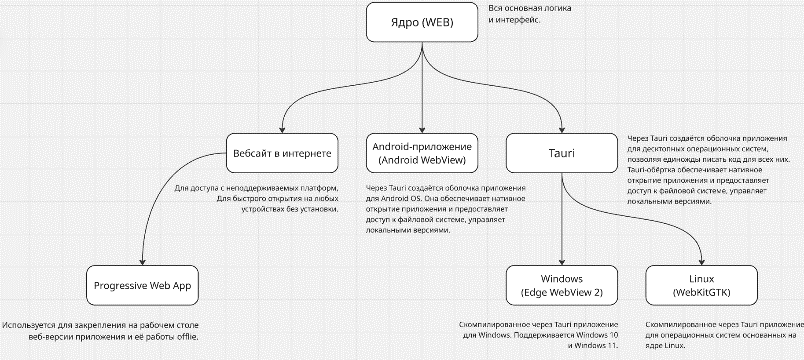 Ядро (WEB)
Вся основная логика
и интерфейс.
Вебсайт в интернете
Для доступа с неподдерживаемых платформ,
Для быстрого открытия на любых
устройствах без установки.
Android-приложение
(Android WebView)
Через Tauri создаётся оболочка приложения
для Android OS. Она обеспечивает нативное
открытие приложения и предоставляет
доступ к файловой системе, управляет
локальными версиями.
Tauri
Через Tauri создаётся оболочка приложения
для десктопных операционных систем,
позволяя единожды писать код для всех них.
Tauri-обёртка обеспечивает нативное
открытие приложения и предоставляет
доступ к файловой системе, управляет
локальными версиями.
Progressive Web App
Используется для закрепления на рабочем столе
веб-версии приложения и её работы offlie.
Windows
(Edge WebView 2)
Скомпилированное через Tauri приложение
для Windows. Поддерживается Windows 10
и Windows 11.
Linux
(WebKitGTK)
Скомпилированное через Tauri приложение
для операционных систем основанных на
ядре Linux.